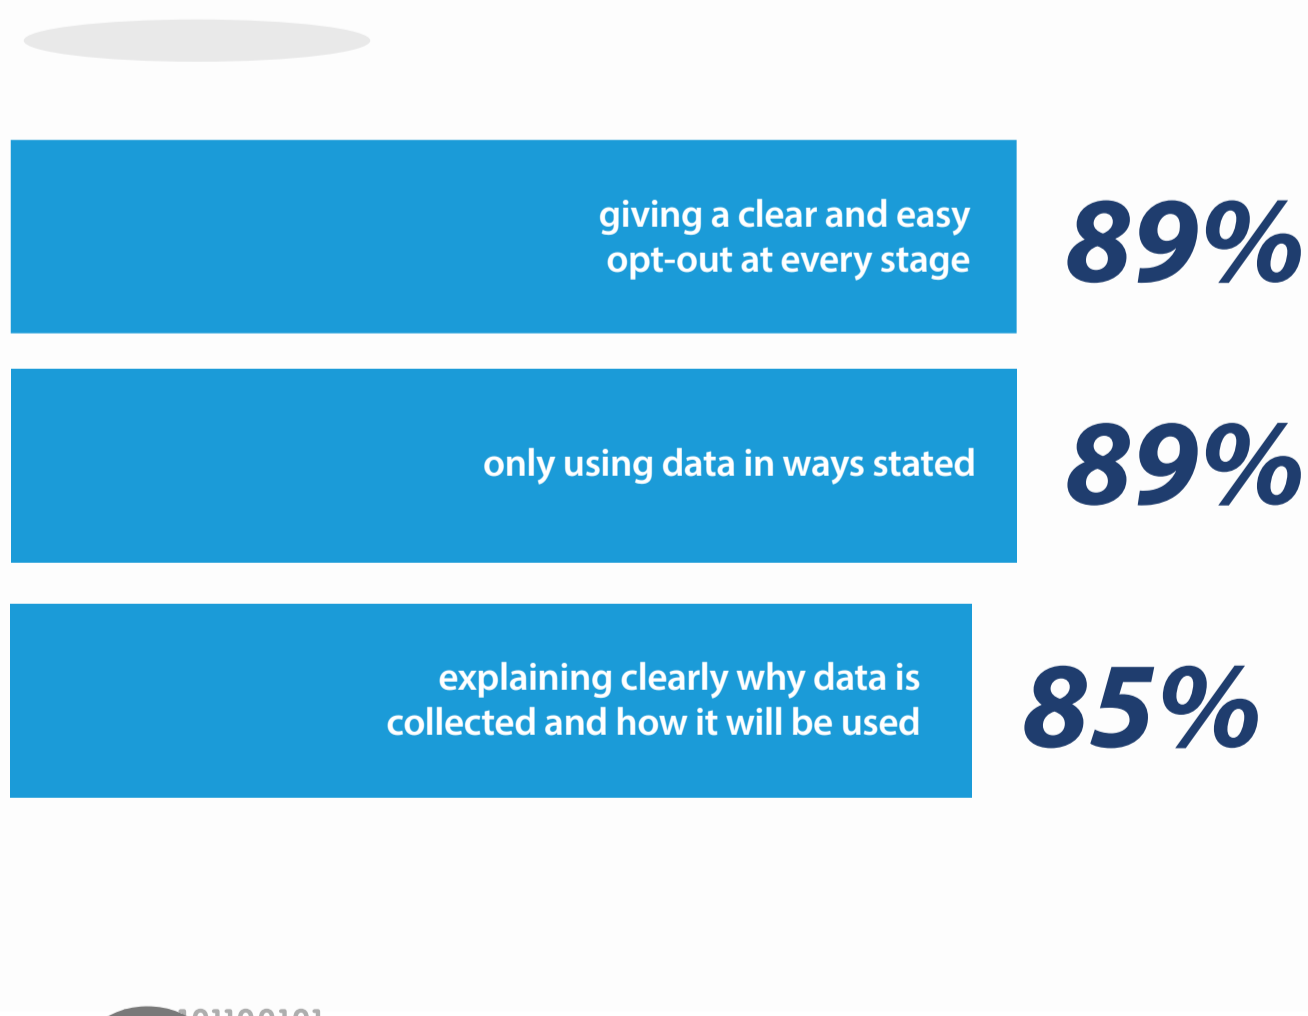 giving a clear and easy
opt-out at every stage
89%
only using data in ways stated
89%
explaining clearly why data is
collected and how it will be used
85%